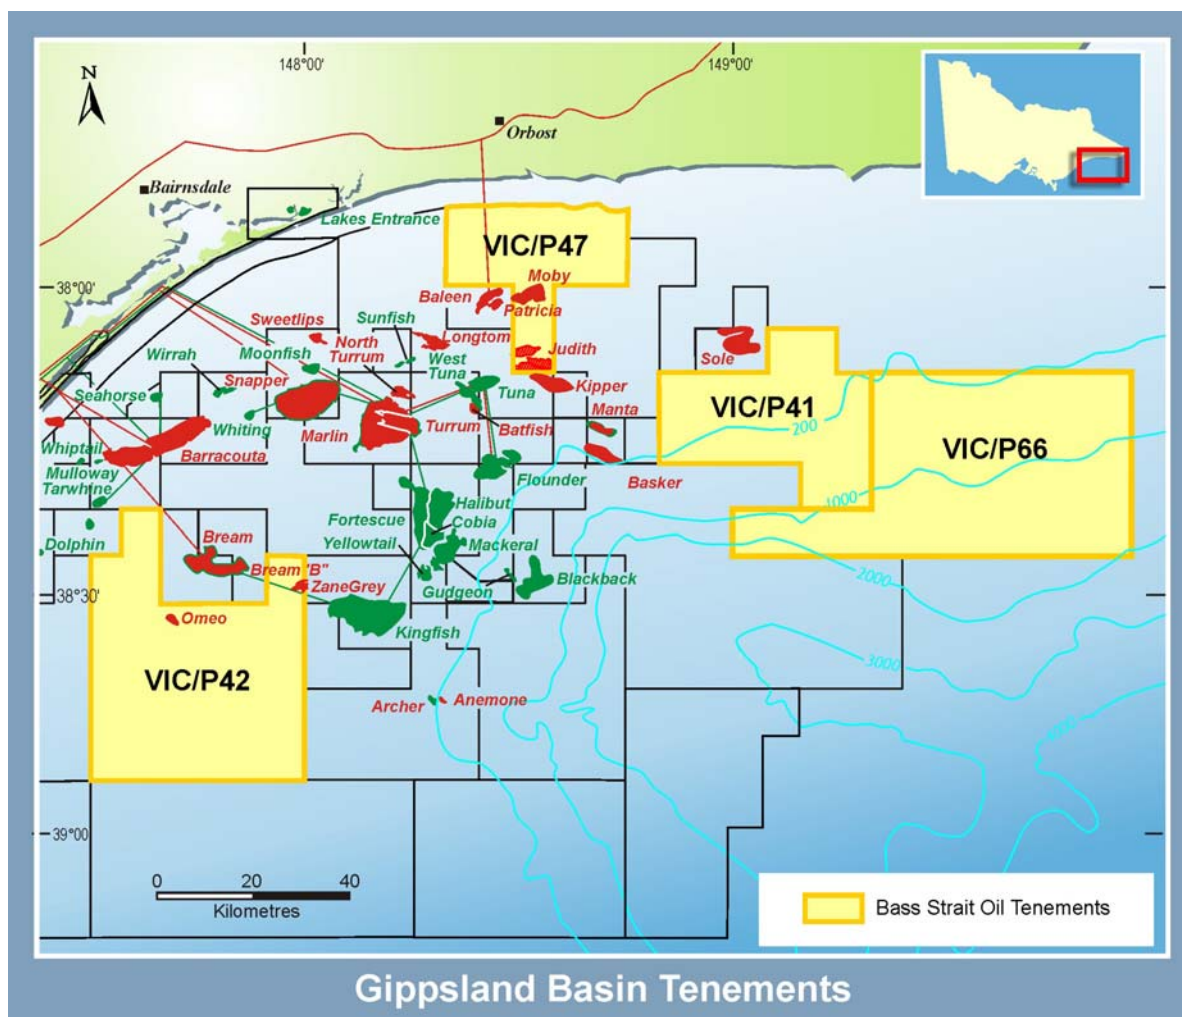 148°00'
149°00'
N
Orbost
Bairnsdale
Lakes Entrance
VIC/P47
38°00'
Moby
Baleen
Patricia
Sweetlips
Sunfish
Longtom
North
Turrum
Judith
Sole
Wirrah
Moonfish
West
Tuna
Snapper
Seahorse
Tuna
Kipper
Manta
VIC/P41
Whiting
Marlin
Turrum
Batfish
200
Whiptail
Barracouta
VIC/P66
Mulloway
Tarwhine
Flounder
Basker
Halibut
1000
Fortescue
Cobia
Dolphin
Bream
Yellowtail
Mackeral
Bream "B"
Blackback
2000
ZaneGrey
Gudgeon
38°30'
Omeo
Kingfish
3000
VIC/P42
Archer
Anemone
4000
39°00'
0 20 40
Kilometres
Bass Strait Oil Tenements
Gippsland Basin Tenements